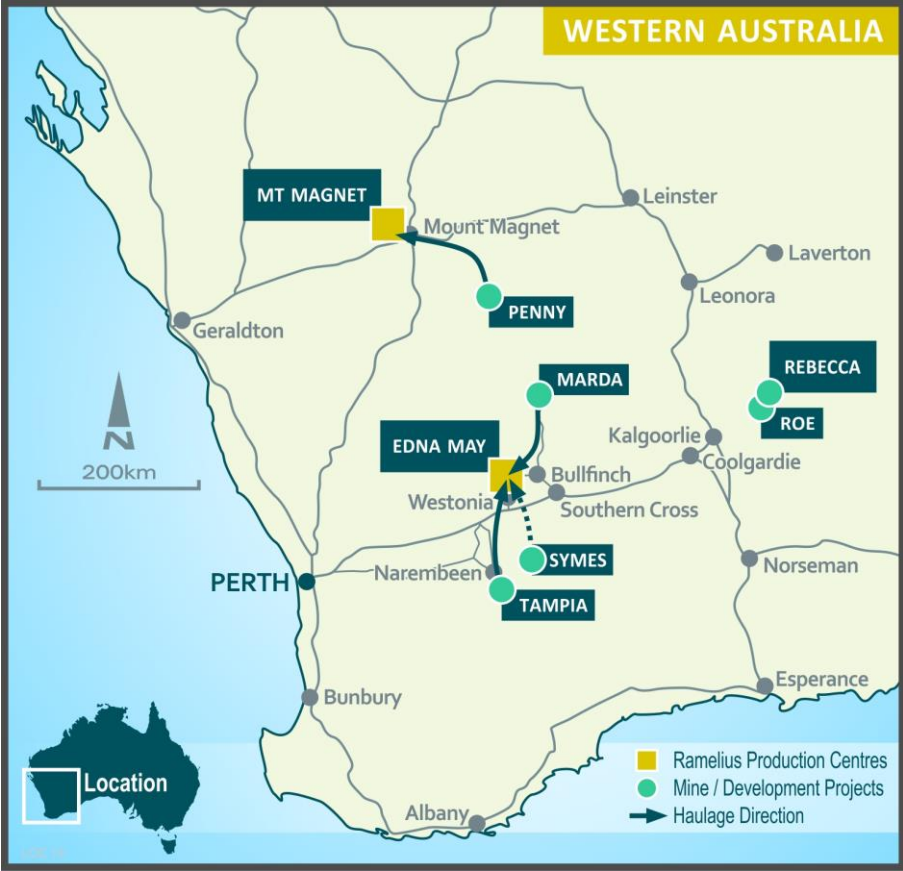 WESTERN AUSTRALIA
MT MAGNET
Leinster
Mount Magnet
Laverton
Leonora
PENNY
Geraldton
REBECCA
MARDA
ROE
N
200km
EDNA MAY
Kalgoorlie
Coolgardie
Bullfinch
Westonia
Southern Cross
SYMES
Norseman
Narembeen
PERTH
TAMPIA
Esperance
Bunbury
Location
Ramelius Production Centres
Mine / Development Projects
Haulage Direction
Albany